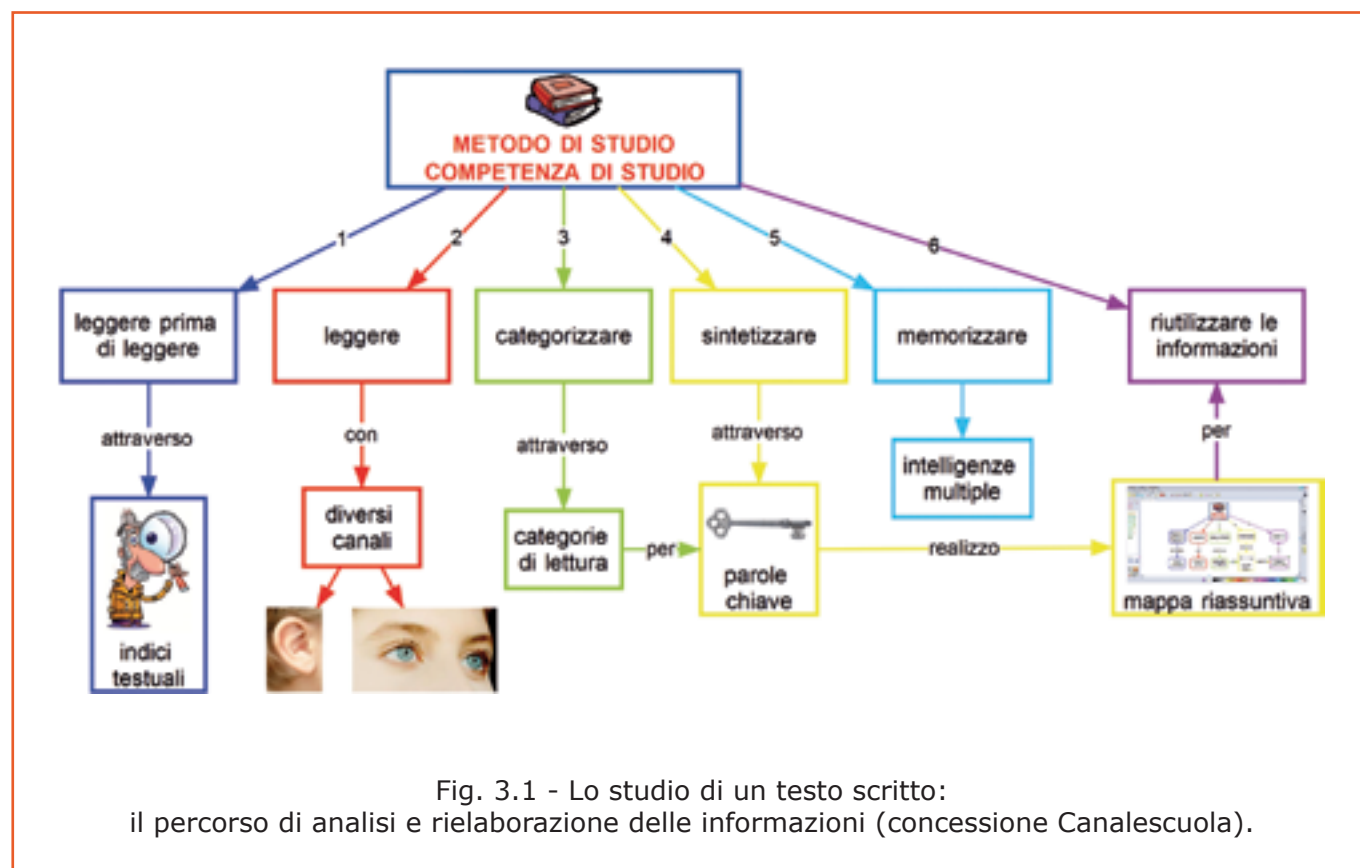 METODO DI STUDIO
COMPETENZA DI STUDIO
1
2
3
4
5
6
leggere prima
di leggere
leggere
categorizzare
sintetizzare
memorizzare
riutilizzare le
informazioni
attraverso
con
attraverso
attraverso
per
indici
testuali
diversi
canali
categorie
di lettura
per
parole
chiave
intelligenze
multiple
realizzo
mappa riassuntiva
Fig. 3.1 - Lo studio di un testo scritto:
il percorso di analisi e rielaborazione delle informazioni (concessione Canalescuola).